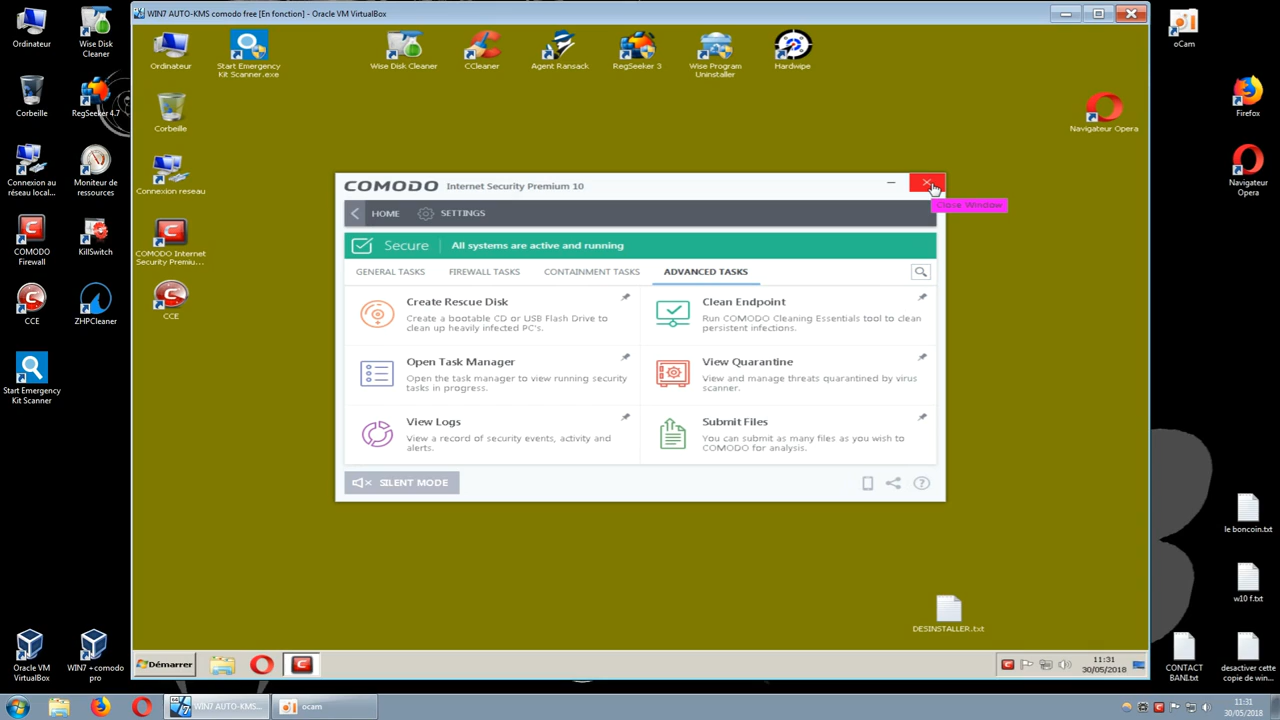 WIN7 AUTO-KMS comodo free [En fonction] - Oracle VM VirtualBox
Ordinateur
Wise Disk
Cleaner
Corbeille
RegSeeker 4.7
Connexion au
réseau local...
Moniteur de
ressources
COMODO
Firewall
KillSwitch
CCE
ZHPCleaner
Start Emergency
Kit Scanner
Oracle VM
VirtualBox
WIN7 +comodo
pro
Ordinateur
Start Emergency
Kit Scanner.exe
Wise Disk Cleaner
CCleaner
Agent Ransack
RegSeeker 3
Wise Program
Uninstaller
Hardwipe
Corbeille
Connexion reseau
COMODO Internet
Security Premiu...
CCE
Navigateur Opera
COMODO Internet Security Premium 10
Close Window
HOME
SETTINGS
Secure
All systems are active and running
GENERAL TASKS
FIREWALL TASKS
CONTAINMENT TASKS
ADVANCED TASKS
Create Rescue Disk
Create a bootable CD or USB Flash Drive to
clean up heavily infected PC's.
Clean Endpoint
Run COMODO Cleaning Essentials tool to clean
persistent infections.
Open Task Manager
Open the task manager to view running security
tasks in progress.
View Quarantine
View and manage threats quarantined by virus
scanner.
View Logs
View a record of security events, activity and
alerts.
Submit Files
You can submit as many files as you wish to
COMODO for analysis.
SILENT MODE
DESINSTALLER.txt
Démarrer
11:31
30/05/2018
oCam
Firefox
Navigateur
Opera
le boncoin.txt
w10 f.txt
CONTACT
BANI.txt
desactiver cette
copie de win...
WIN7 AUTO-KMS...
ocam
11:31
30/05/2018